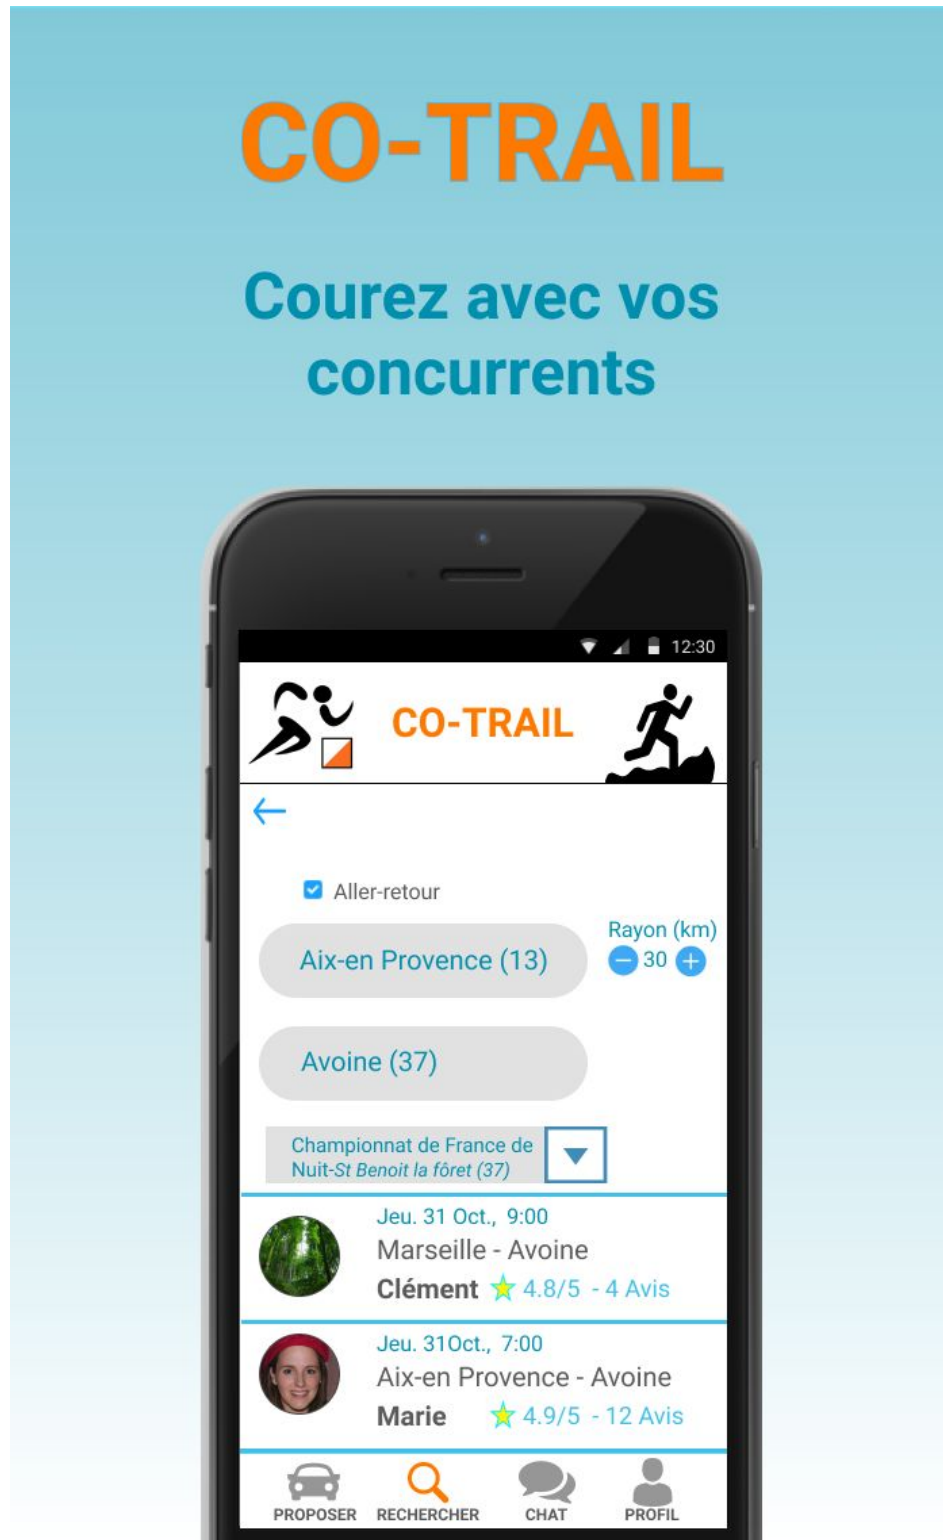 CO-TRAIL
Courez avec vos
concurrents
12:30
CO-TRAIL
Aller-retour
Rayon (km)
Aix-en Provence (13)
30
Avoine (37)
Championnat de France de
Nuit-St Benoit la fôret (37)
Jeu. 31 Oct., 9:00
Marseille - Avoine
Clément 4.8/5 - 4 Avis
Jeu. 31Oct., 7:00
Aix-en Provence - Avoine
Marie 4.9/5 - 12 Avis
PROPOSER RECHERCHER CHAT PROFIL